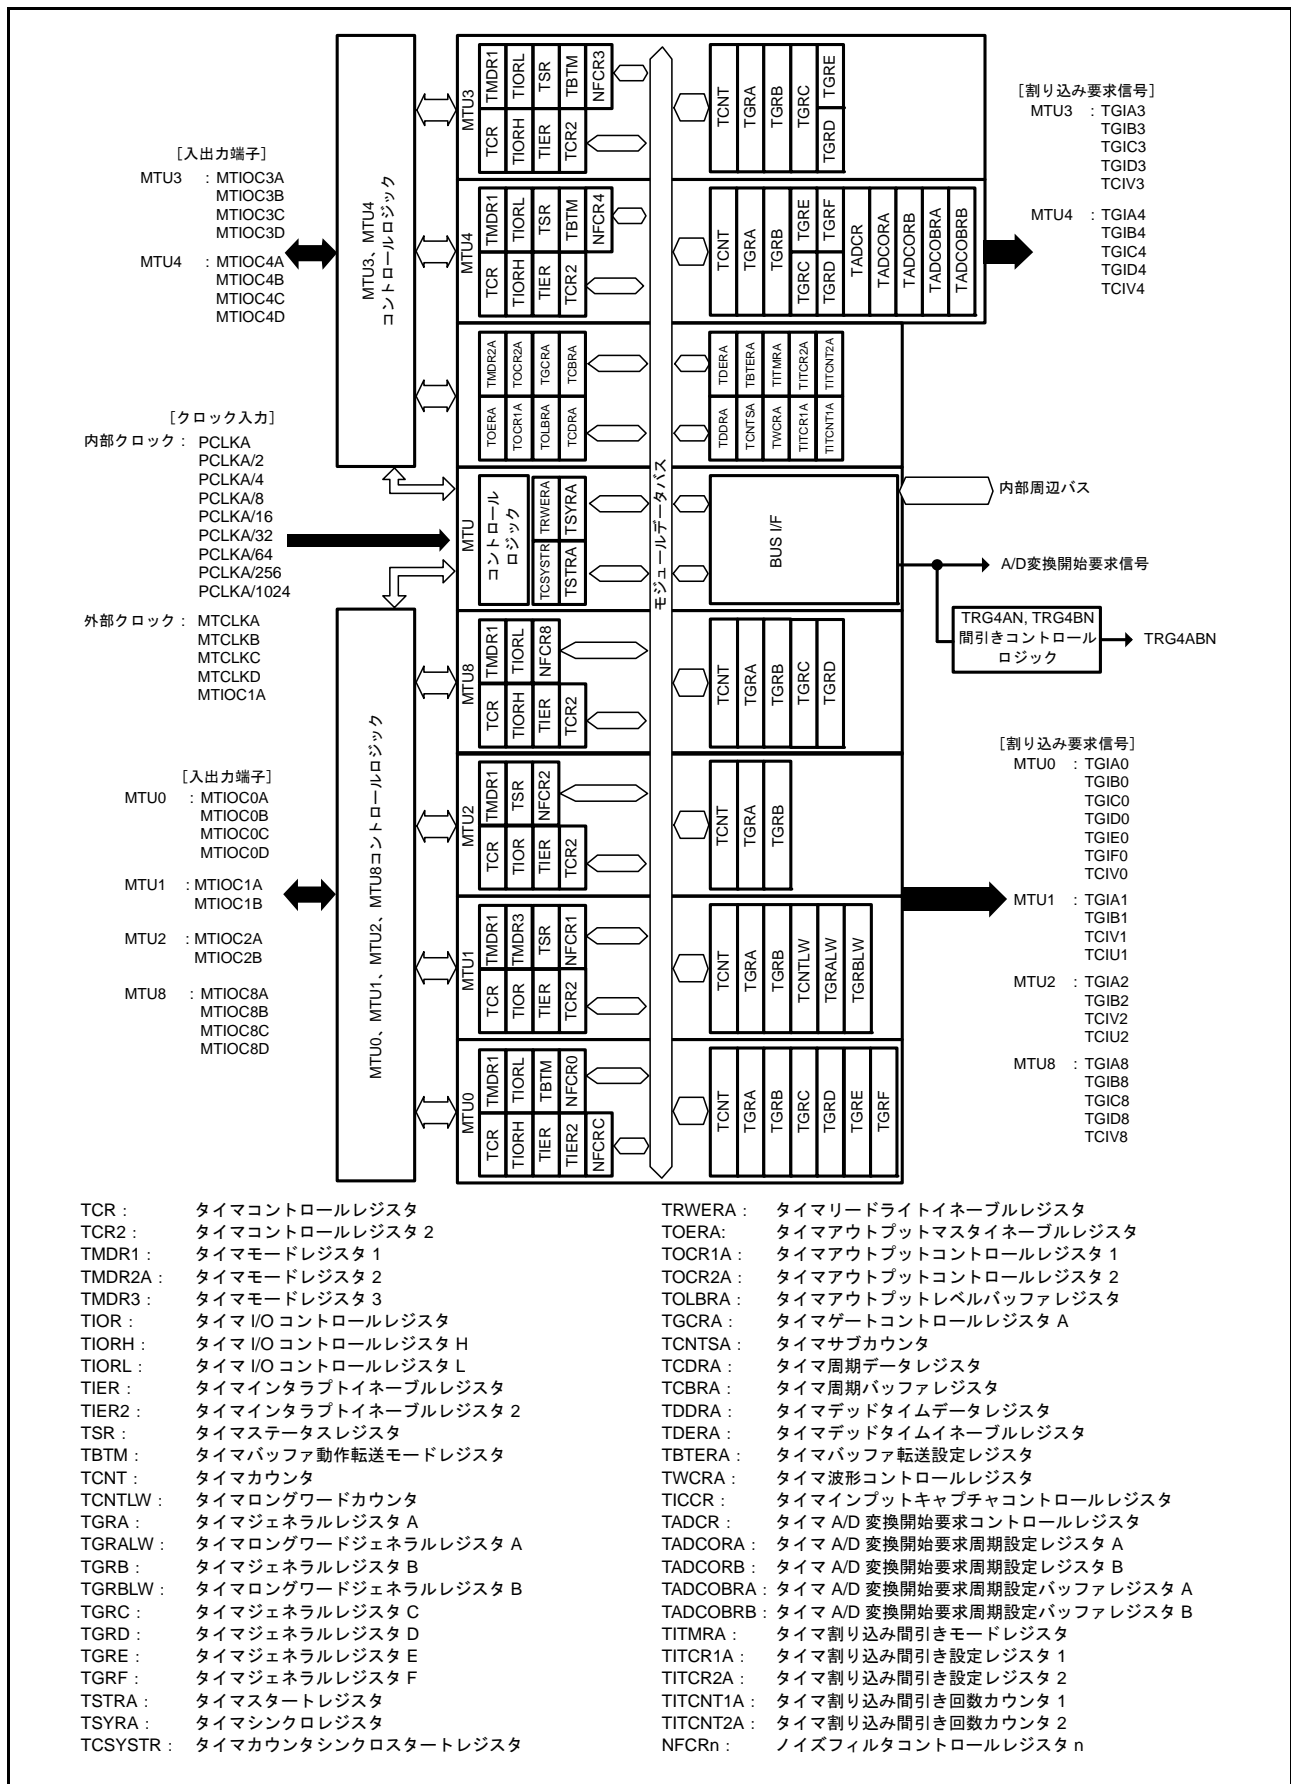 [入出力端子]
MTU3 : MTIOC3A
MTIOC3B
MTIOC3C
MTIOC3D
MTU4 : MTIOC4A
MTIOC4B
MTIOC4C
MTIOC4D
[クロック入力]
内部クロック : PCLKA
PCLKA/2
PCLKA/4
PCLKA/8
PCLKA/16
PCLKA/32
PCLKA/64
PCLKA/256
PCLKA/1024
外部クロック : MTCLKA
MTCLKB
MTCLKC
MTCLKD
MTIOC1A
[入出力端子]
MTU0 : MTIOC0A
MTIOC0B
MTIOC0C
MTIOC0D
MTU1 : MTIOC1A
MTIOC1B
MTU2 : MTIOC2A
MTIOC2B
MTU8 : MTIOC8A
MTIOC8B
MTIOC8C
MTIOC8D
MTU3、MTU4
コントロールロジック
MTU0、MTU1、MTU2、MTU8コントロールロジック
MTU3
TMDR1 TIORL TSR TBTM NFCR3
TCR TIORH TIER TCR2
TCNT TGRA TGRB TGRC TGRE
TGRD
MTU4
TMDR1 TIORL TSR TBTM NFCR4
TCR TIORH TIER TCR2
TCNT TGRA TGRB TGRE TGRF TADCR TADCORA TADCORB TADCOBRA TADCOBRB
TGRC TGRD
TMDR2A TOCR2A TGCRA TCBRA
TOERA TOCR1A TOLBRA TCDRA
TDERA TBTERA TITMRA TITCR2A TITCNT2A
TDDRA TCNTSA TWCRA TITCR1A TITCNT1A
MTU
コントロール
ロジック
TRWERA TSYRA
TCSYSTR TSTRA
モジュールデータバス
BUS I/F
MTU8
TMDR1 TIORL NFCR8
TCR TIORH TIER TCR2
TCNT TGRA TGRB TGRC TGRD
MTU2
TMDR1 TSR NFCR2
TCR TIOR TIER TCR2
TCNT TGRA TGRB
MTU1
TMDR1 TMDR3 TSR NFCR1
TCR TIOR TIER TCR2
TCNT TGRA TGRB TCNTLW TGRALW TGRBLW
MTU0
TMDR1 TIORL TBTM NFCR0
TCR TIORH TIER TIER2 NFCRC
TCNT TGRA TGRB TGRC TGRD TGRE TGRF
[割り込み要求信号]
MTU3 : TGIA3
TGIB3
TGIC3
TGID3
TCIV3
MTU4 : TGIA4
TGIB4
TGIC4
TGID4
TCIV4
内部周辺バス
A/D変換開始要求信号
TRG4AN, TRG4BN
間引きコントロール
ロジック
TRG4ABN
[割り込み要求信号]
MTU0 : TGIA0
TGIB0
TGIC0
TGID0
TGIE0
TGIF0
TCIV0
MTU1 : TGIA1
TGIB1
TCIV1
TCIU1
MTU2 : TGIA2
TGIB2
TCIV2
TCIU2
MTU8 : TGIA8
TGIB8
TGIC8
TGID8
TCIV8
TCR : タイマコントロールレジスタ
TCR2 : タイマコントロールレジスタ 2
TMDR1 : タイマモードレジスタ 1
TMDR2A : タイマモードレジスタ 2
TMDR3 : タイマモードレジスタ 3
TIOR : タイマ I/O コントロールレジスタ
TIORH : タイマ I/O コントロールレジスタ H
TIORL : タイマ I/O コントロールレジスタ L
TIER : タイマインタラプトイネーブルレジスタ
TIER2 : タイマインタラプトイネーブルレジスタ 2
TSR : タイマステータスレジスタ
TBTM : タイマバッファ動作転送モードレジスタ
TCNT : タイマカウンタ
TCNTLW : タイマロングワードカウンタ
TGRA : タイマジェネラルレジスタ A
TGRALW : タイマロングワードジェネラルレジスタ A
TGRB : タイマジェネラルレジスタ B
TGRBLW : タイマロングワードジェネラルレジスタ B
TGRC : タイマジェネラルレジスタ C
TGRD : タイマジェネラルレジスタ D
TGRE : タイマジェネラルレジスタ E
TGRF : タイマジェネラルレジスタ F
TSTRA : タイマスタートレジスタ
TSYRA : タイマシンクロレジスタ
TCSYSTR : タイマカウンタシンクロスタートレジスタ
TRWERA : タイマリードライトイネーブルレジスタ
TOERA: タイマアウトプットマスタイネーブルレジスタ
TOCR1A : タイマアウトプットコントロールレジスタ 1
TOCR2A : タイマアウトプットコントロールレジスタ 2
TOLBRA : タイマアウトプットレベルバッファレジスタ
TGCRA : タイマゲートコントロールレジスタ A
TCNTSA : タイマサブカウンタ
TCDRA : タイマ周期データレジスタ
TCBRA : タイマ周期バッファレジスタ
TDDRA : タイマデッドタイムデータレジスタ
TDERA : タイマデッドタイムイネーブルレジスタ
TBTERA : タイマバッファ転送設定レジスタ
TWCRA : タイマ波形コントロールレジスタ
TICCR : タイマインプットキャプチャコントロールレジスタ
TADCR : タイマ A/D 変換開始要求コントロールレジスタ
TADCORA : タイマ A/D 変換開始要求周期設定レジスタ A
TADCORB : タイマ A/D 変換開始要求周期設定レジスタ B
TADCOBRA : タイマ A/D 変換開始要求周期設定バッファレジスタ A
TADCOBRB : タイマ A/D 変換開始要求周期設定バッファレジスタ B
TITMRA : タイマ割り込み間引きモードレジスタ
TITCR1A : タイマ割り込み間引き設定レジスタ 1
TITCR2A : タイマ割り込み間引き設定レジスタ 2
TITCNT1A : タイマ割り込み間引き回数カウンタ 1
TITCNT2A : タイマ割り込み間引き回数カウンタ 2
NFCRn : ノイズフィルタコントロールレジスタ n